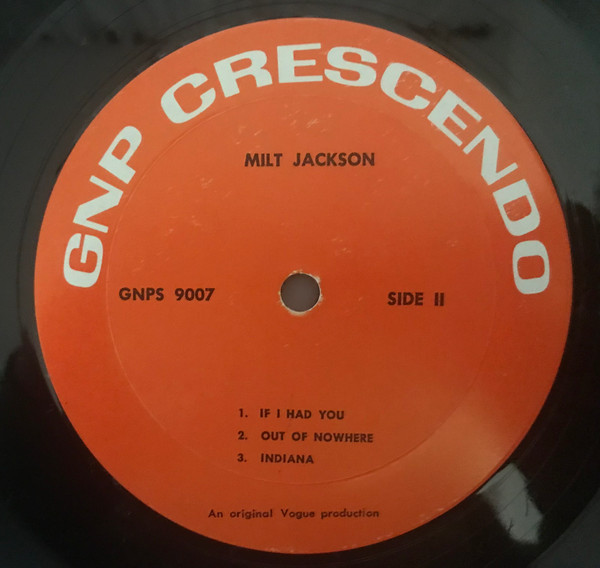 GNP CRESCENDO
MILT JACKSON
GNPS 9007
SIDE II
1. IF I HAD YOU
2. OUT OF NOWHERE
3. INDIANA
An original Vogue production